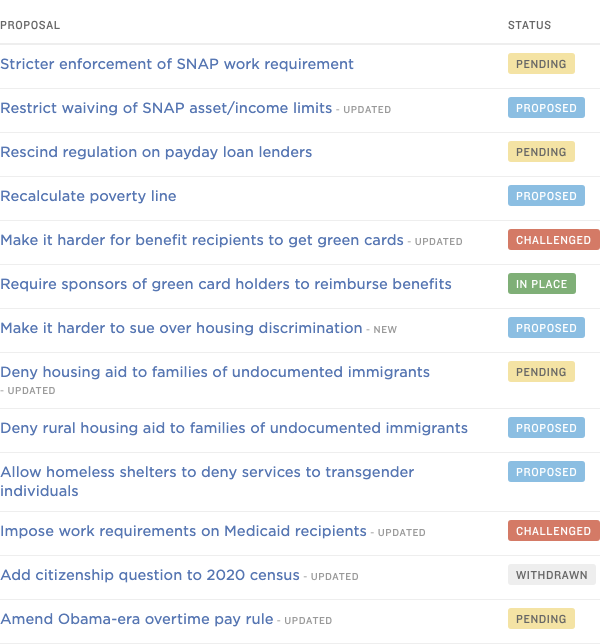 PROPOSAL STATUS
Stricter enforcement of SNAP work requirement PENDING
Restrict waiving of SNAP asset/income limits - UPDATED PROPOSED
Rescind regulation on payday loan lenders PENDING
Recalculate poverty line PROPOSED
Make it harder for benefit recipients to get green cards - UPDATED CHALLENGED
Require sponsors of green card holders to reimburse benefits IN PLACE
Make it harder to sue over housing discrimination - NEW PROPOSED
Deny housing aid to families of undocumented immigrants PENDING
- UPDATED
Deny rural housing aid to families of undocumented immigrants PROPOSED
Allow homeless shelters to deny services to transgender PROPOSED
individuals
Impose work requirements on Medicaid recipients - UPDATED CHALLENGED
Add citizenship question to 2020 census - UPDATED WITHDRAWN
Amend Obama-era overtime pay rule - UPDATED PENDING